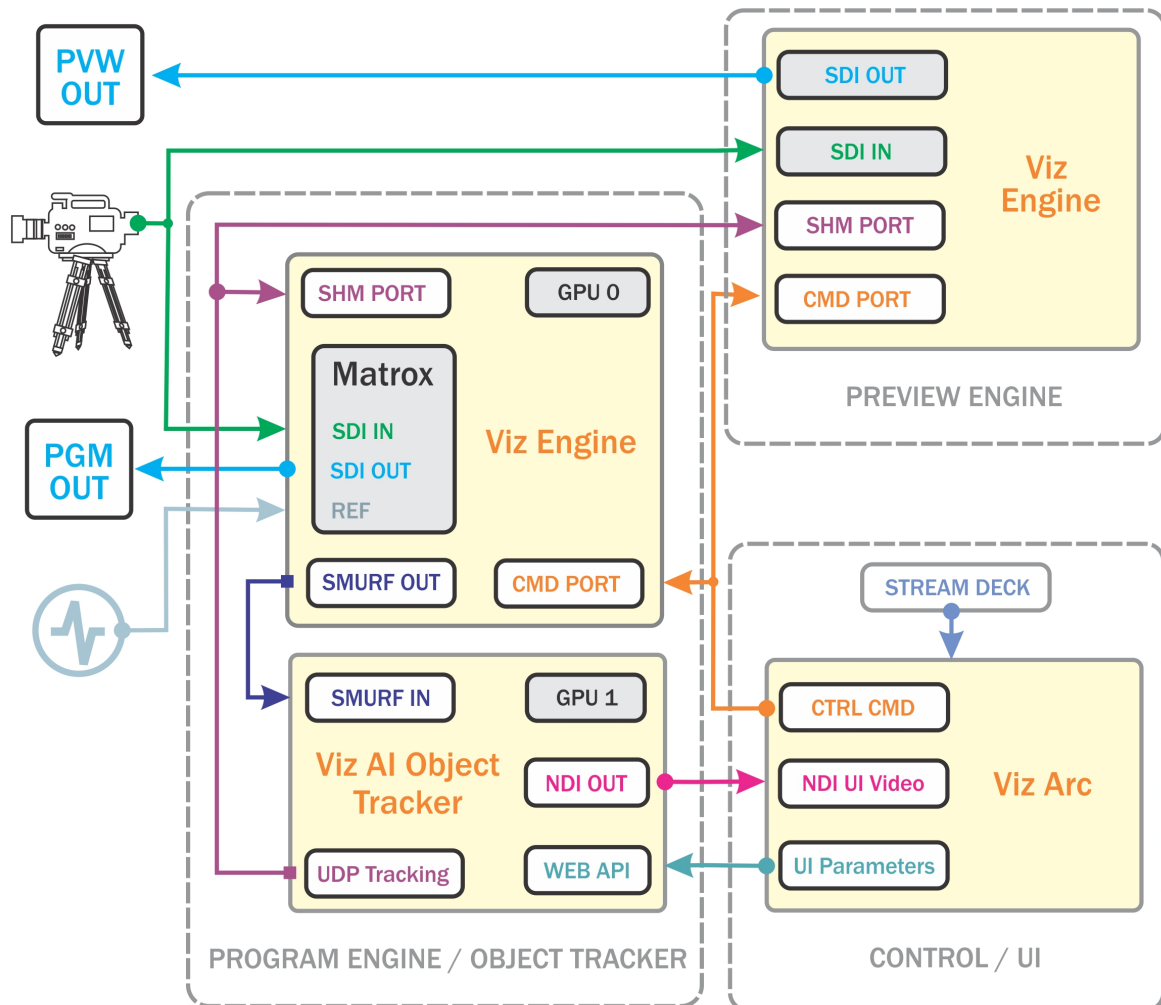 PVW
OUT
SDI OUT
SDI IN
Viz
Engine
SHM PORT
CMD PORT
PREVIEW ENGINE
SHM PORT
GPU 0
Matrox
SDI IN
SDI OUT
REF
Viz Engine
PGM
OUT
SMURF OUT
CMD PORT
SMURF IN
GPU 1
Viz AI Object
Tracker
NDI OUT
UDP Tracking
WEB API
PROGRAM ENGINE / OBJECT TRACKER
STREAM DECK
CTRL CMD
NDI UI Video
Viz Arc
UI Parameters
CONTROL / UI